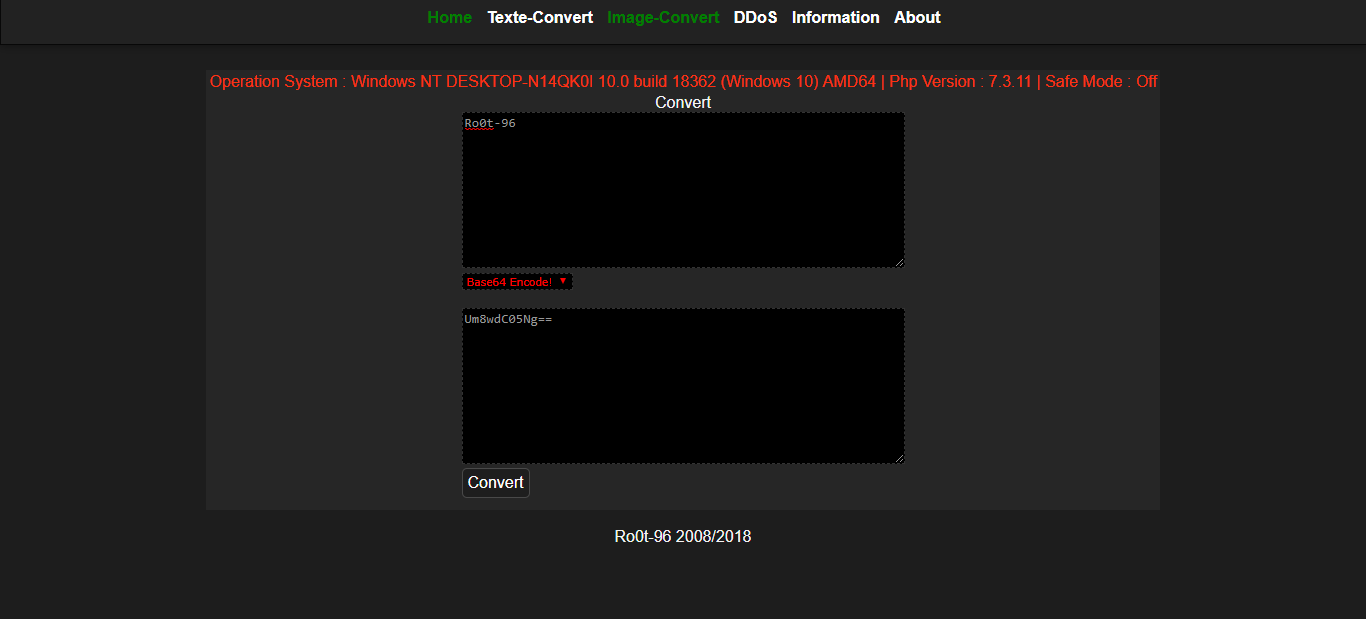 Home Texte-Convert Image-Convert DDoS Information About
Operation System : Windows NT DESKTOP-N14QK0I 10.0 build 18362 (Windows 10) AMD64 | Php Version : 7.3.11 | Safe Mode : Off
Convert
Ro0t-96
Base64 Encode!
Um8wdC05Ng==
Convert
Ro0t-96 2008/2018